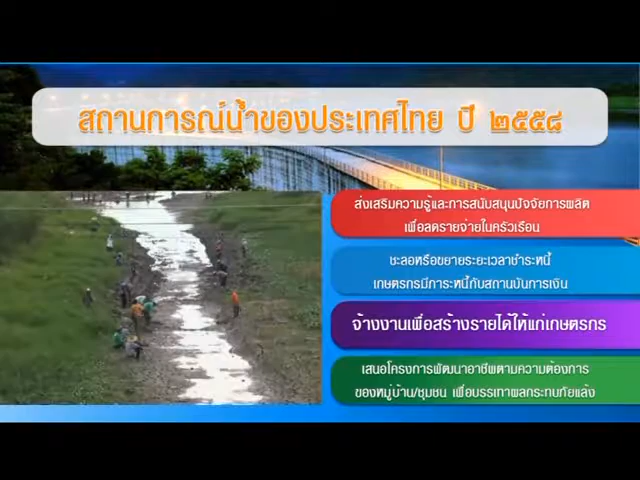 สถานการณ์น้ำของประเทศไทย ปี ๒๕๕๘
ส่งเสริมความรู้และการสนับสนุนปัจจัยการผลิต
เพื่อลดรายจ่ายในครัวเรือน
ชะลอหรือขยายระยะเวลาชำระหนี้
เกษตรกรมีภาระหนี้กับสถาบันการเงิน
จ้างงานเพื่อสร้างรายได้ให้แก่เกษตรกร
เสนอโครงการพัฒนาอาชีพตามความต้องการ
ของหมู่บ้าน/ชุมชน เพื่อบรรเทาผลกระทบภัยแล้ง